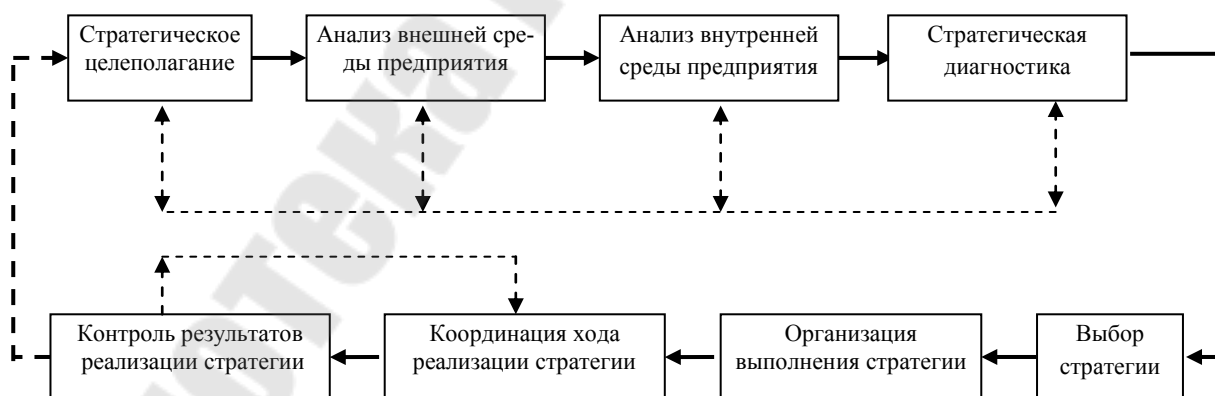 Стратегическое
целеполагание
Анализ внешней сре-
ды предприятия
Анализ внутренней
среды предприятия
Стратегическая
диагностика
Контроль результатов
реализации стратегии
Координация хода
реализации стратегии
Организация
выполнения стратегии
Выбор
стратегии